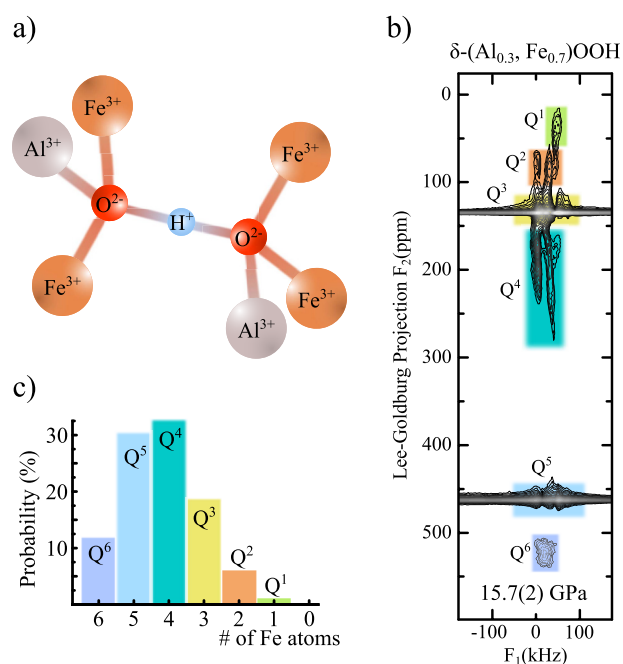 a)
Fe³⁺
Al³⁺
Fe³⁺
O²⁻
H⁺
O²⁻
Fe³⁺
Fe³⁺
Al³⁺
b)
δ-(Al₀.₃, Fe₀.₇)OOH
Lee-Goldburg Projection F₂(ppm)
0
100
200
300
400
500
Q¹
Q²
Q³
Q⁴
Q⁵
Q⁶
15.7(2) GPa
-100 0 100
F₁(kHz)
c)
Probability (%)
30
20
10
Q⁶
Q⁵
Q⁴
Q³
Q²
Q¹
6 5 4 3 2 1 0
# of Fe atoms